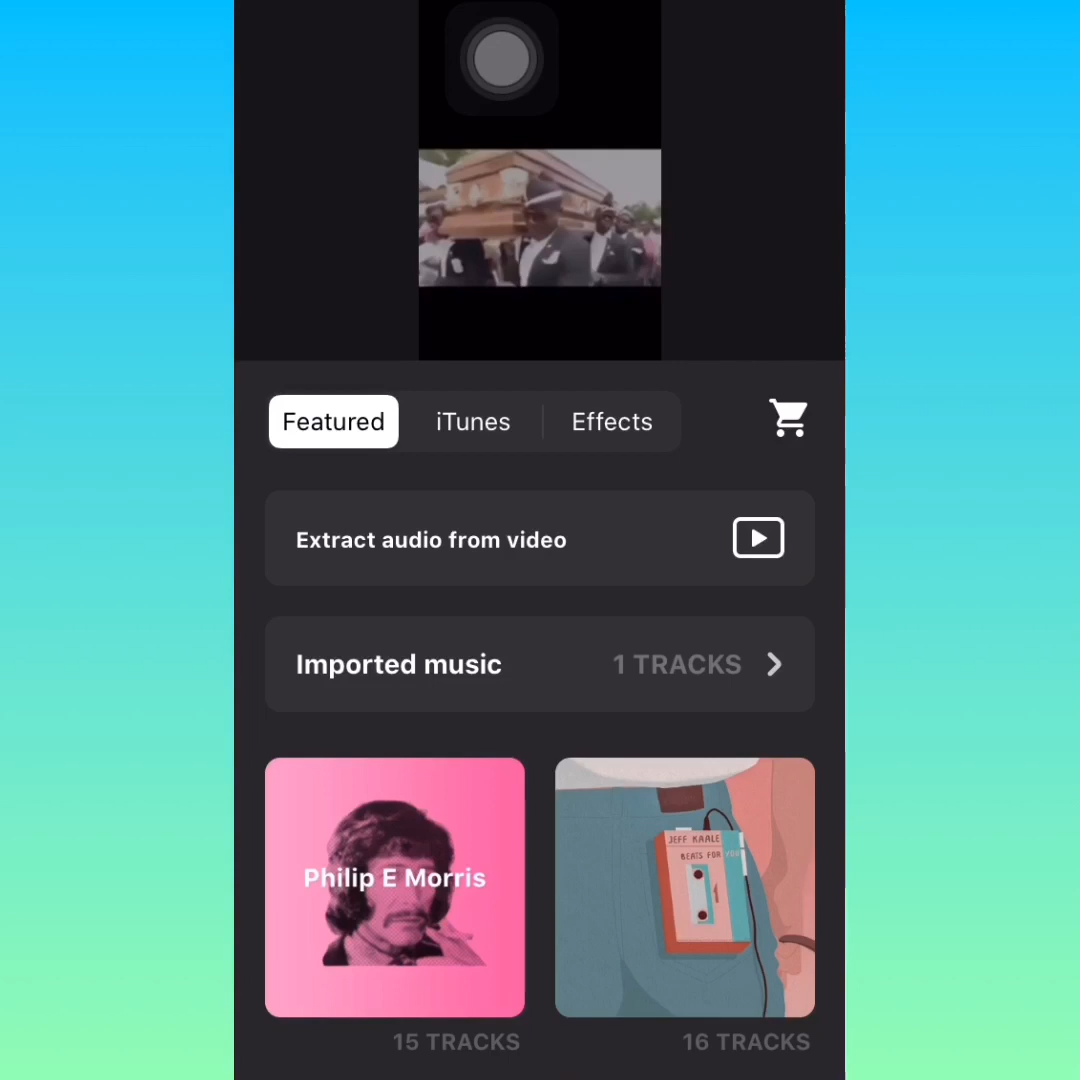 Featured
iTunes
Effects
Extract audio from video
Imported music
1 TRACKS
Philip E Morris
JEFF KAALE
BEATS FOR YOU
15 TRACKS
16 TRACKS